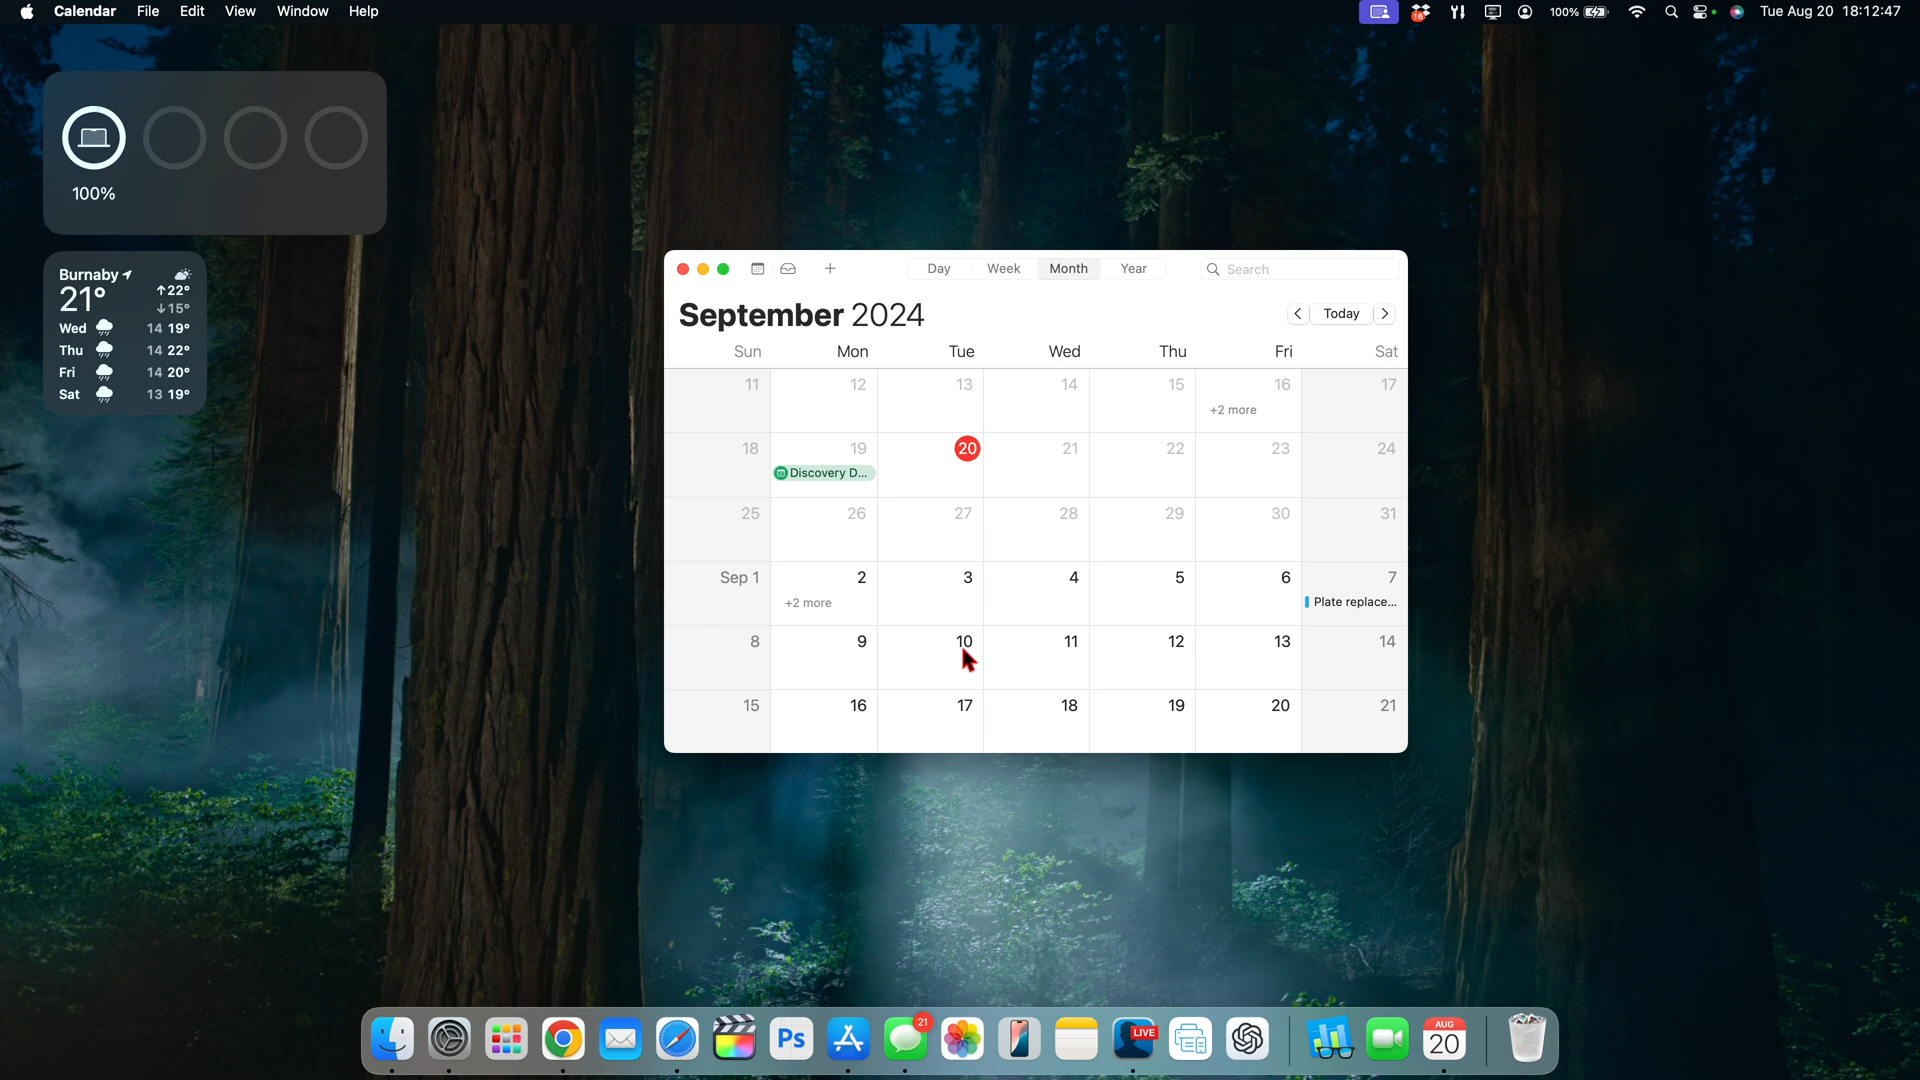 Calendar File Edit View Window Help
16 100% Tue Aug 20 18:12:47
100%
Burnaby
21° ↑22°
↓15°
Wed 14 19°
Thu 14 22°
Fri 14 20°
Sat 13 19°
Day Week Month Year Search
September 2024 Today
Sun Mon Tue Wed Thu Fri Sat
11 12 13 14 15 16 17
+2 more
18 19 20 21 22 23 24
Discovery D...
25 26 27 28 29 30 31
Sep 1 2 3 4 5 6 7
+2 more Plate replace...
8 9 10 11 12 13 14
15 16 17 18 19 20 21
Ps 21 LIVE AUG
20